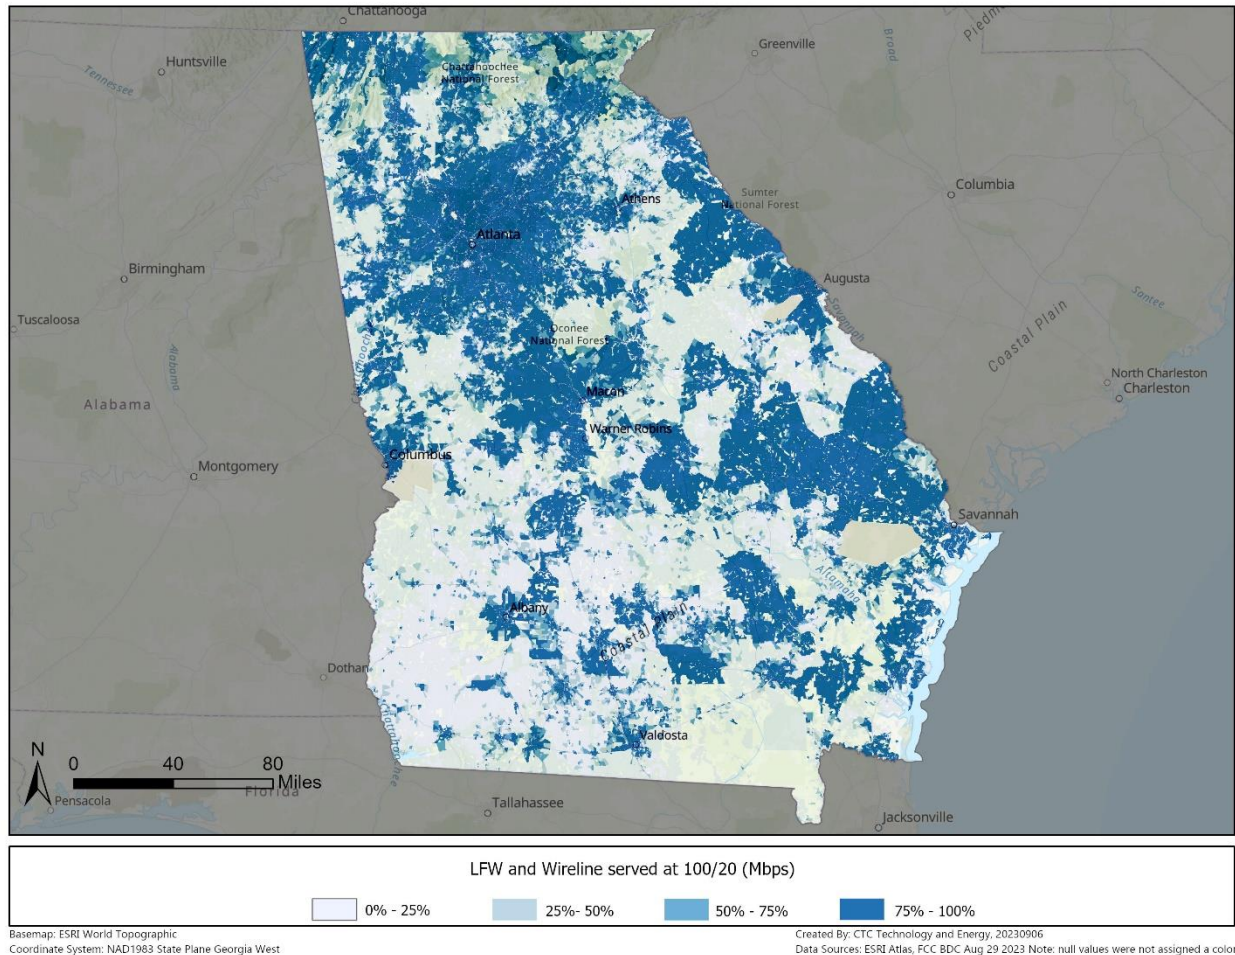 Chattanooga
Piedm
Greenville
Broad
Huntsville
Tennessee
Chattahoochee
National Forest
Columbia
Athens
Sumter
National Forest
Atlanta
Birmingham
Augusta
Savannah
Santee
Tuscaloosa
Oconee
National Forest
Coastal Plain
Alabama
Chattahoochee
North Charleston
Charleston
Alabama
Macon
Warner Robins
Columbus
Montgomery
Savannah
Altamaha
Albany
Coastal Plain
Dothan
Chattahoochee
Valdosta
N
0 40 80
Miles
Florida
Pensacola
Tallahassee
Jacksonville
LFW and Wireline served at 100/20 (Mbps)
0% - 25% 25%- 50% 50% - 75% 75% - 100%
Basemap: ESRI World Topographic
Coordinate System: NAD1983 State Plane Georgia West
Created By: CTC Technology and Energy, 20230906
Data Sources: ESRI Atlas, FCC BDC Aug 29 2023 Note: null values were not assigned a color